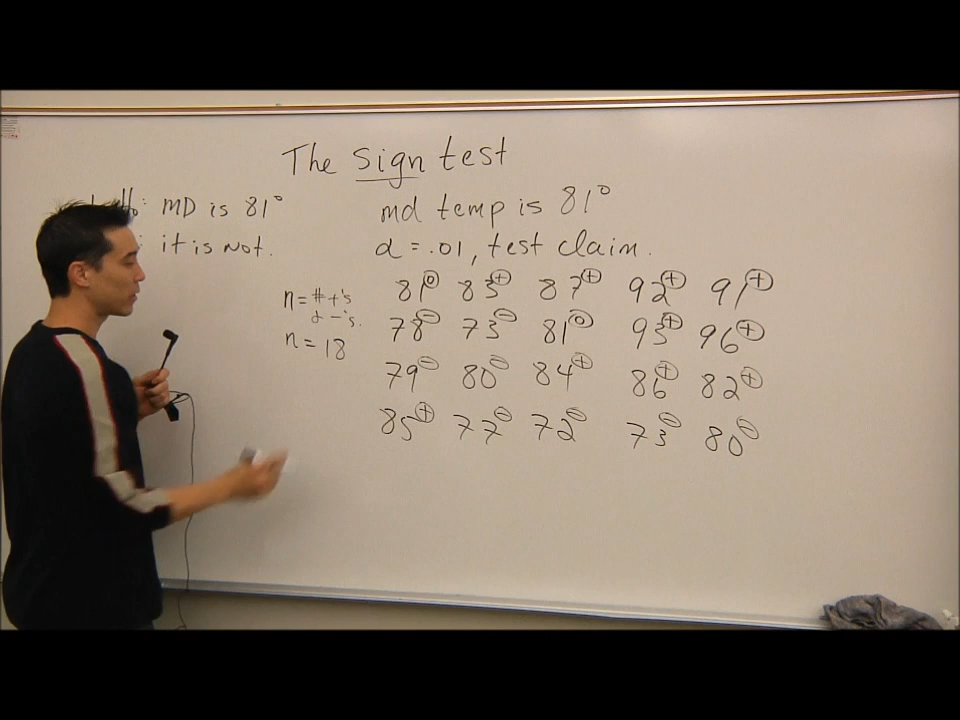 The sign test
H₀: MD is 81°
: it is not.
md temp is 81°
α = .01, test claim.
n = # +'s
& -'s.
n = 18
81⓪ 83⊕ 87⊕ 92⊕ 91⊕
78⊖ 73⊖ 81⓪ 93⊕ 96⊕
79⊖ 80⊖ 84⊕ 86⊕ 82⊕
85⊕ 77⊖ 72⊖ 73⊖ 80⊖